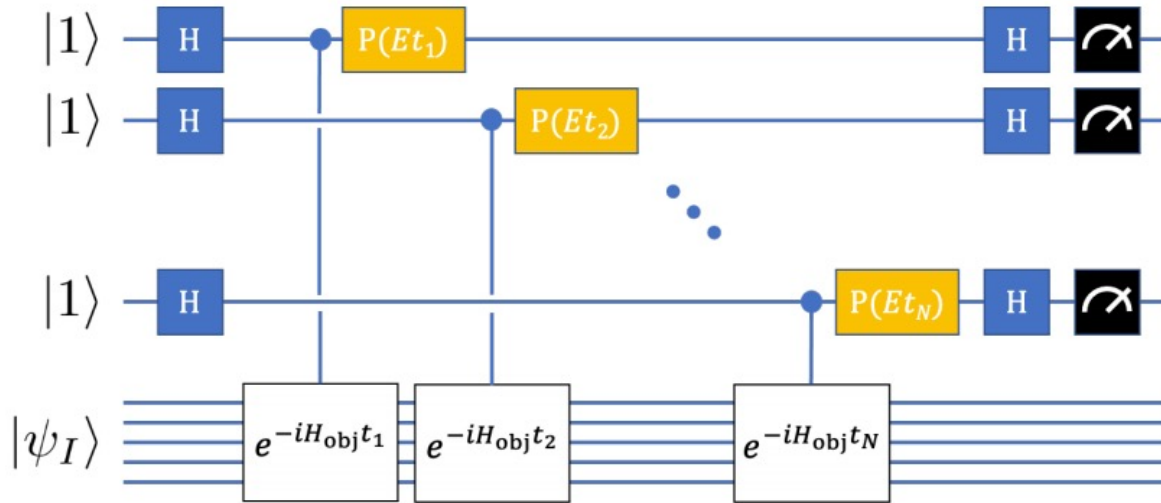 |1⟩ H P(Et₁) H
|1⟩ H P(Et₂) H
|1⟩ H P(Et_N) H
|ψ_I⟩ e^{-iH_obj t₁} e^{-iH_obj t₂} e^{-iH_obj t_N}